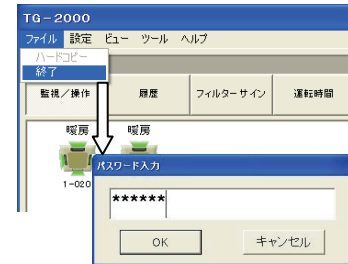 TG-2000
ファイル 設定 ビュー ツール ヘルプ
ハードコピー
終了
監視/操作 履歴 フィルターサイン 運転時間
暖房 暖房
1-020
パスワード入力
******
OK キャンセル